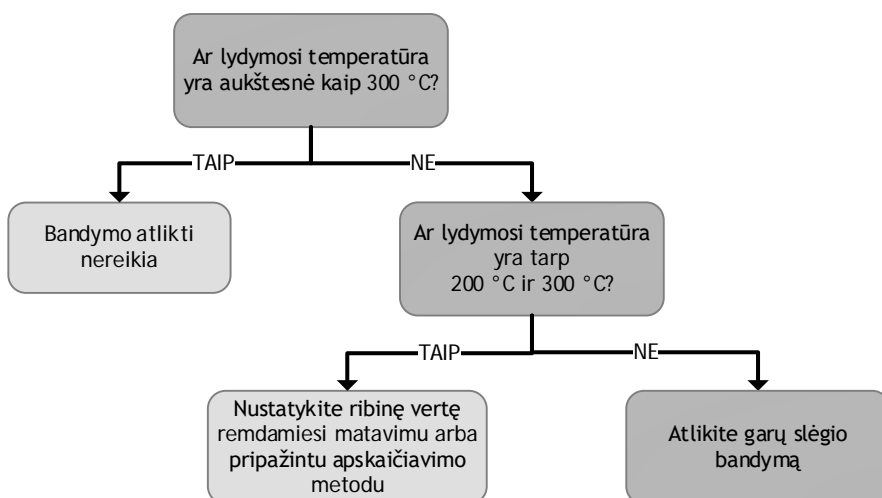 Ar lydymosi temperatūra
yra aukštesnė kaip 300 °C?
TAIP
NE
Bandymo atlikti
nereikia
Ar lydymosi temperatūra
yra tarp
200 °C ir 300 °C?
TAIP
NE
Nustatykite ribinę vertę
remdamiesi matavimu arba
pripažintu apskaičiavimo
metodu
Atlikite garų slėgio
bandymą